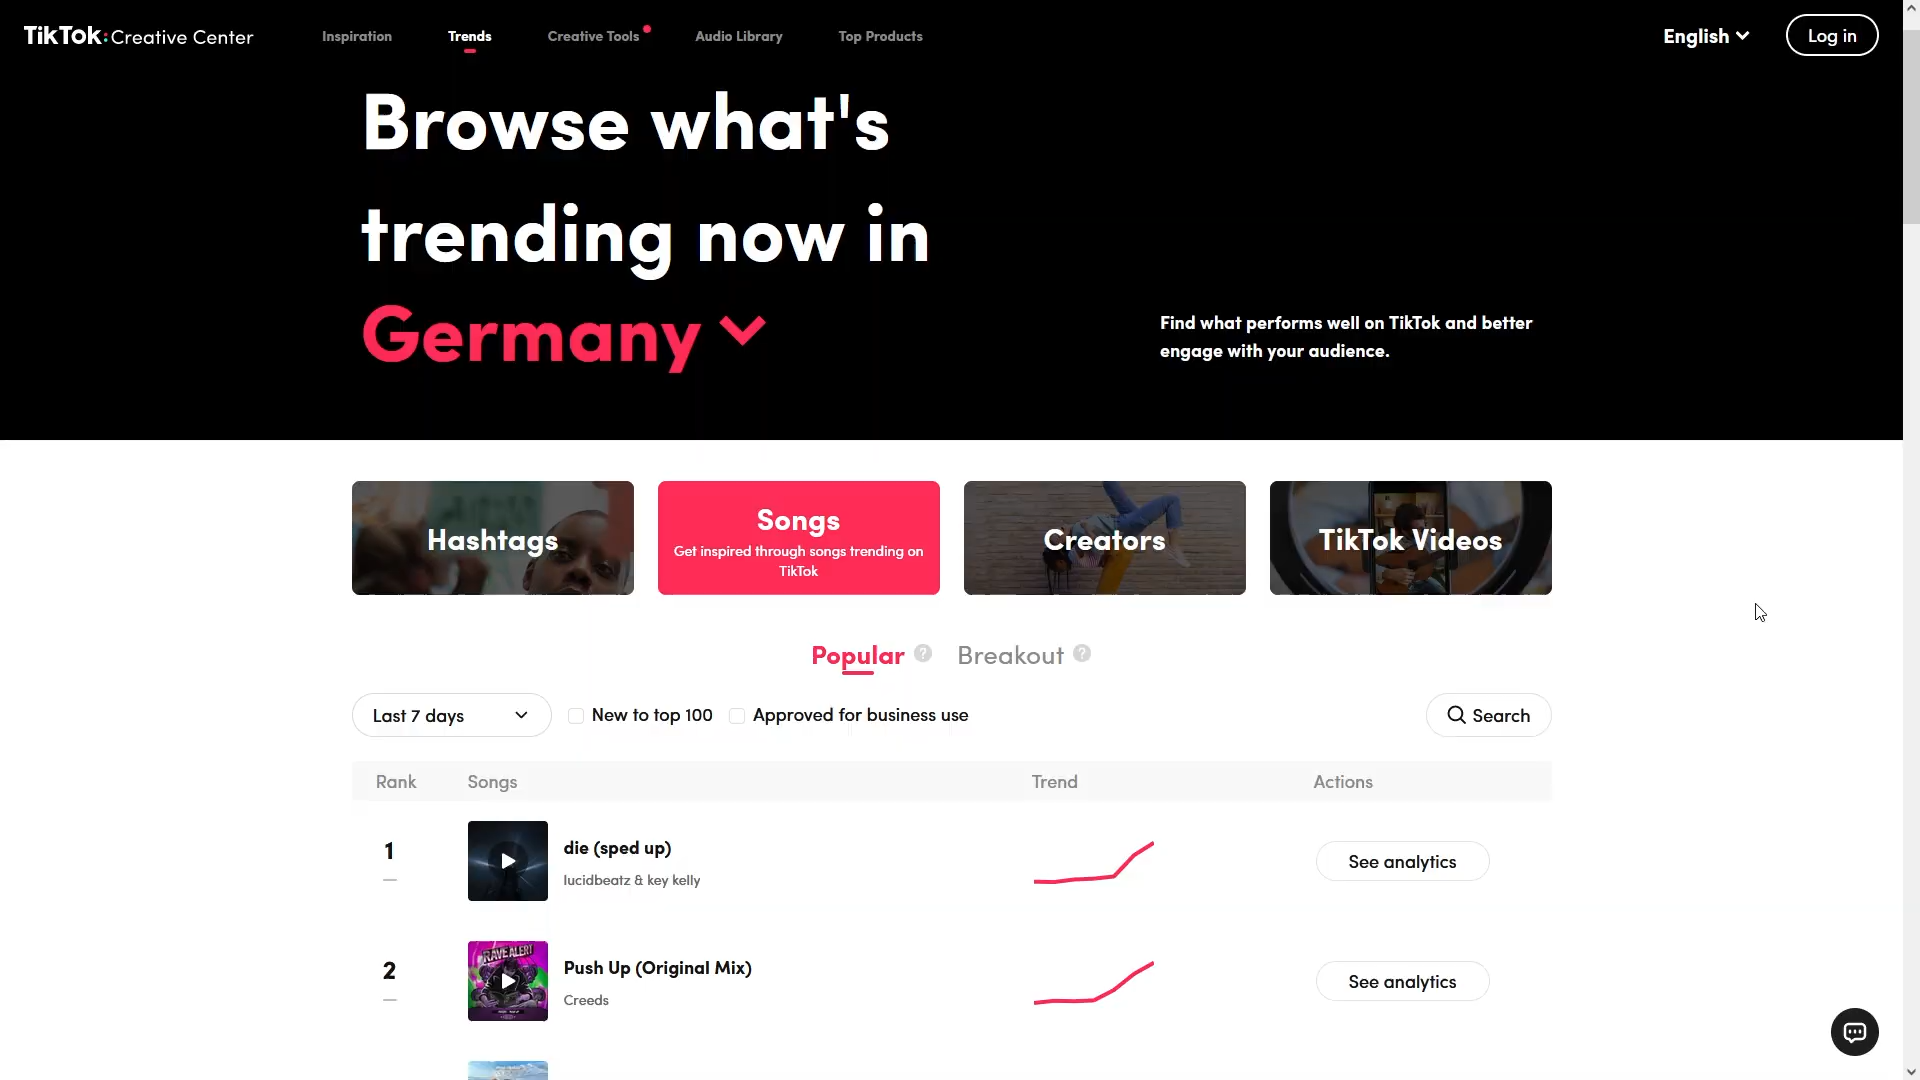 TikTok: Creative Center
Inspiration
Trends
Creative Tools
Audio Library
Top Products
English
Log in
Browse what's
trending now in
Germany
Find what performs well on TikTok and better
engage with your audience.
Hashtags
Songs
Get inspired through songs trending on
TikTok
Creators
TikTok Videos
Popular ?
Breakout ?
Last 7 days
New to top 100
Approved for business use
Search
Rank
Songs
Trend
Actions
1
die (sped up)
lucidbeatz & key kelly
See analytics
2
RAVE ALERT
Push Up (Original Mix)
Creeds
See analytics